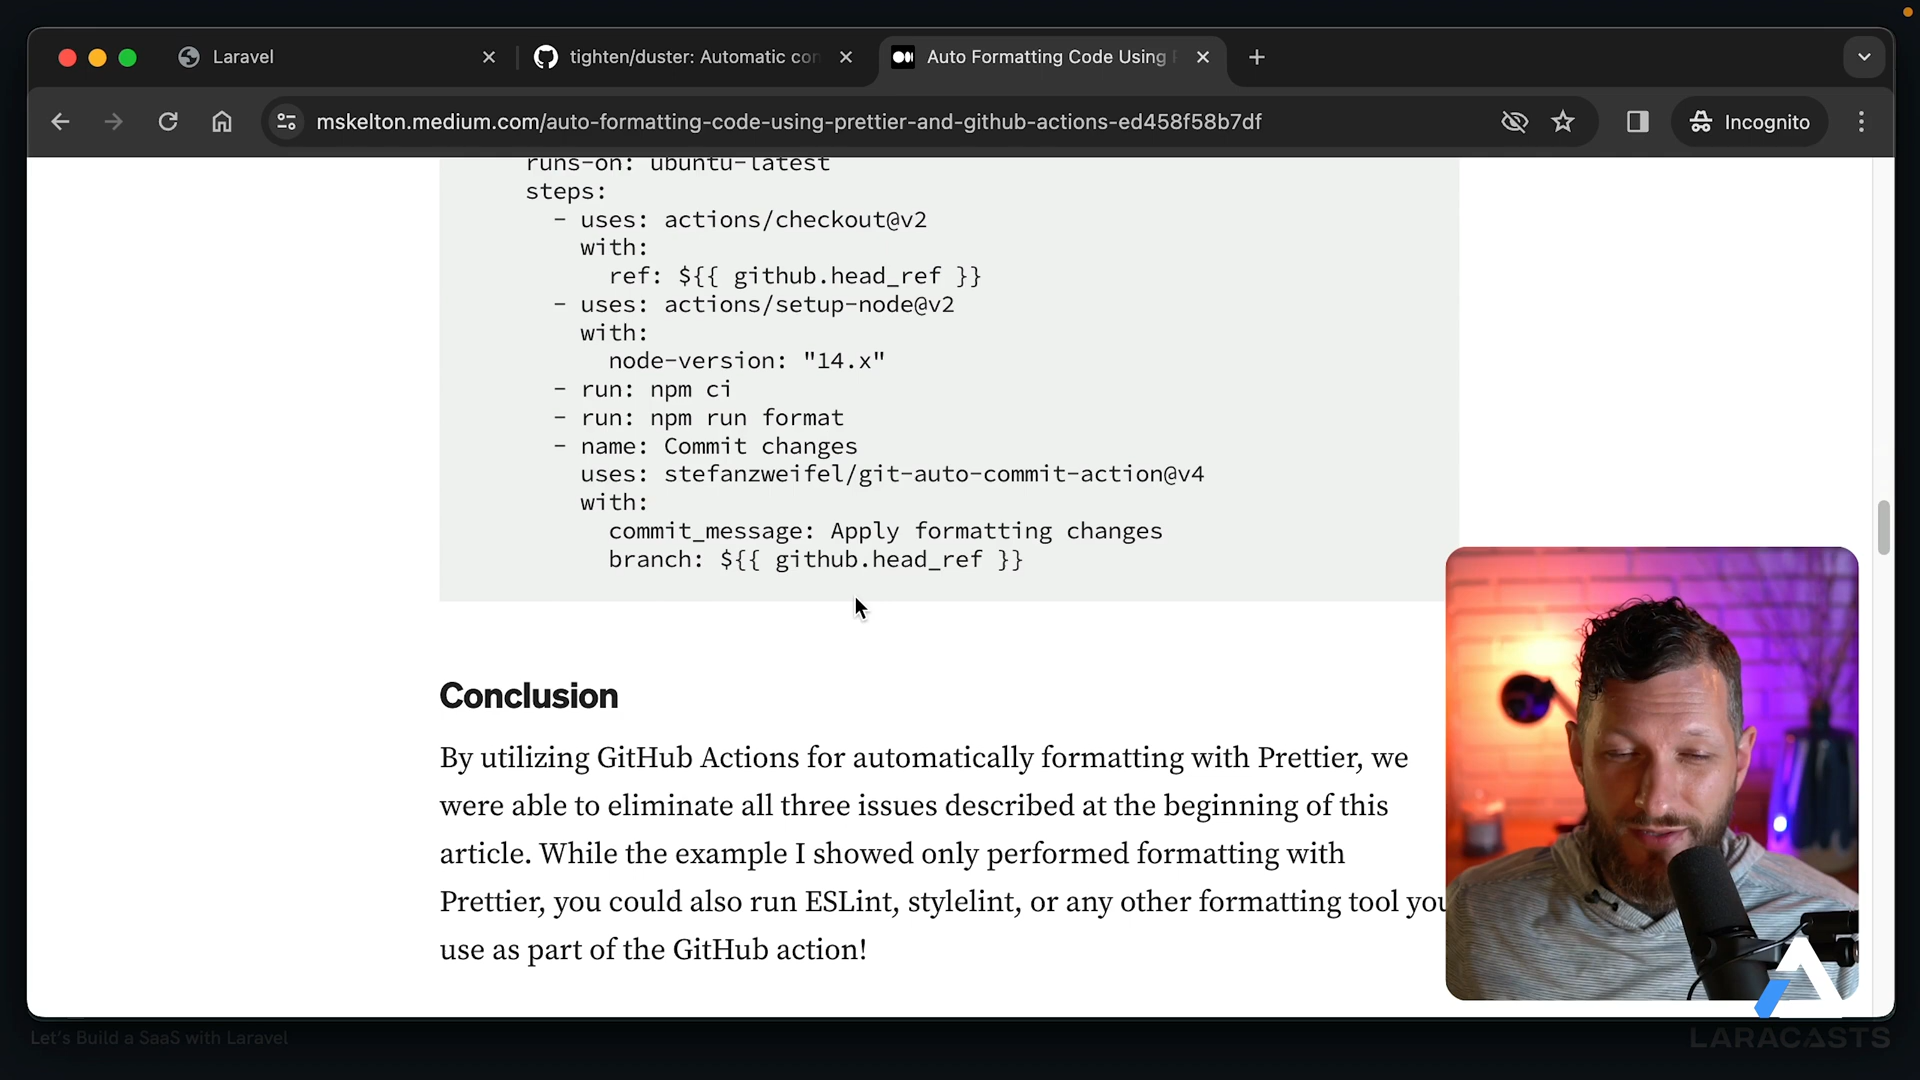 Laravel
tighten/duster: Automatic con
Auto Formatting Code Using
mskelton.medium.com/auto-formatting-code-using-prettier-and-github-actions-ed458f58b7df
Incognito
runs-on: ubuntu-latest
steps:
- uses: actions/checkout@v2
with:
ref: ${{ github.head_ref }}
- uses: actions/setup-node@v2
with:
node-version: "14.x"
- run: npm ci
- run: npm run format
- name: Commit changes
uses: stefanzweifel/git-auto-commit-action@v4
with:
commit_message: Apply formatting changes
branch: ${{ github.head_ref }}
Conclusion
By utilizing GitHub Actions for automatically formatting with Prettier, we
were able to eliminate all three issues described at the beginning of this
article. While the example I showed only performed formatting with
Prettier, you could also run ESLint, stylelint, or any other formatting tool you
use as part of the GitHub action!
Let's Build a SaaS with Laravel
LARACASTS